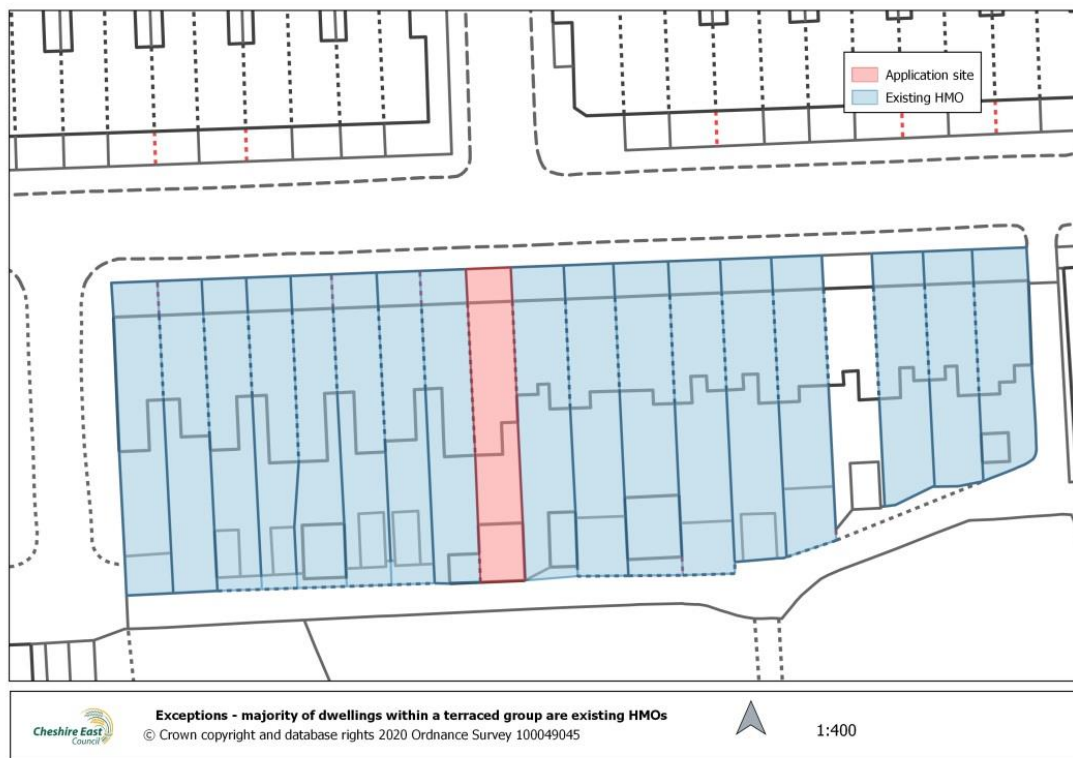 Application site
Existing HMO
Exceptions - majority of dwellings within a terraced group are existing HMOs
Cheshire East
Council
© Crown copyright and database rights 2020 Ordnance Survey 100049045
1:400